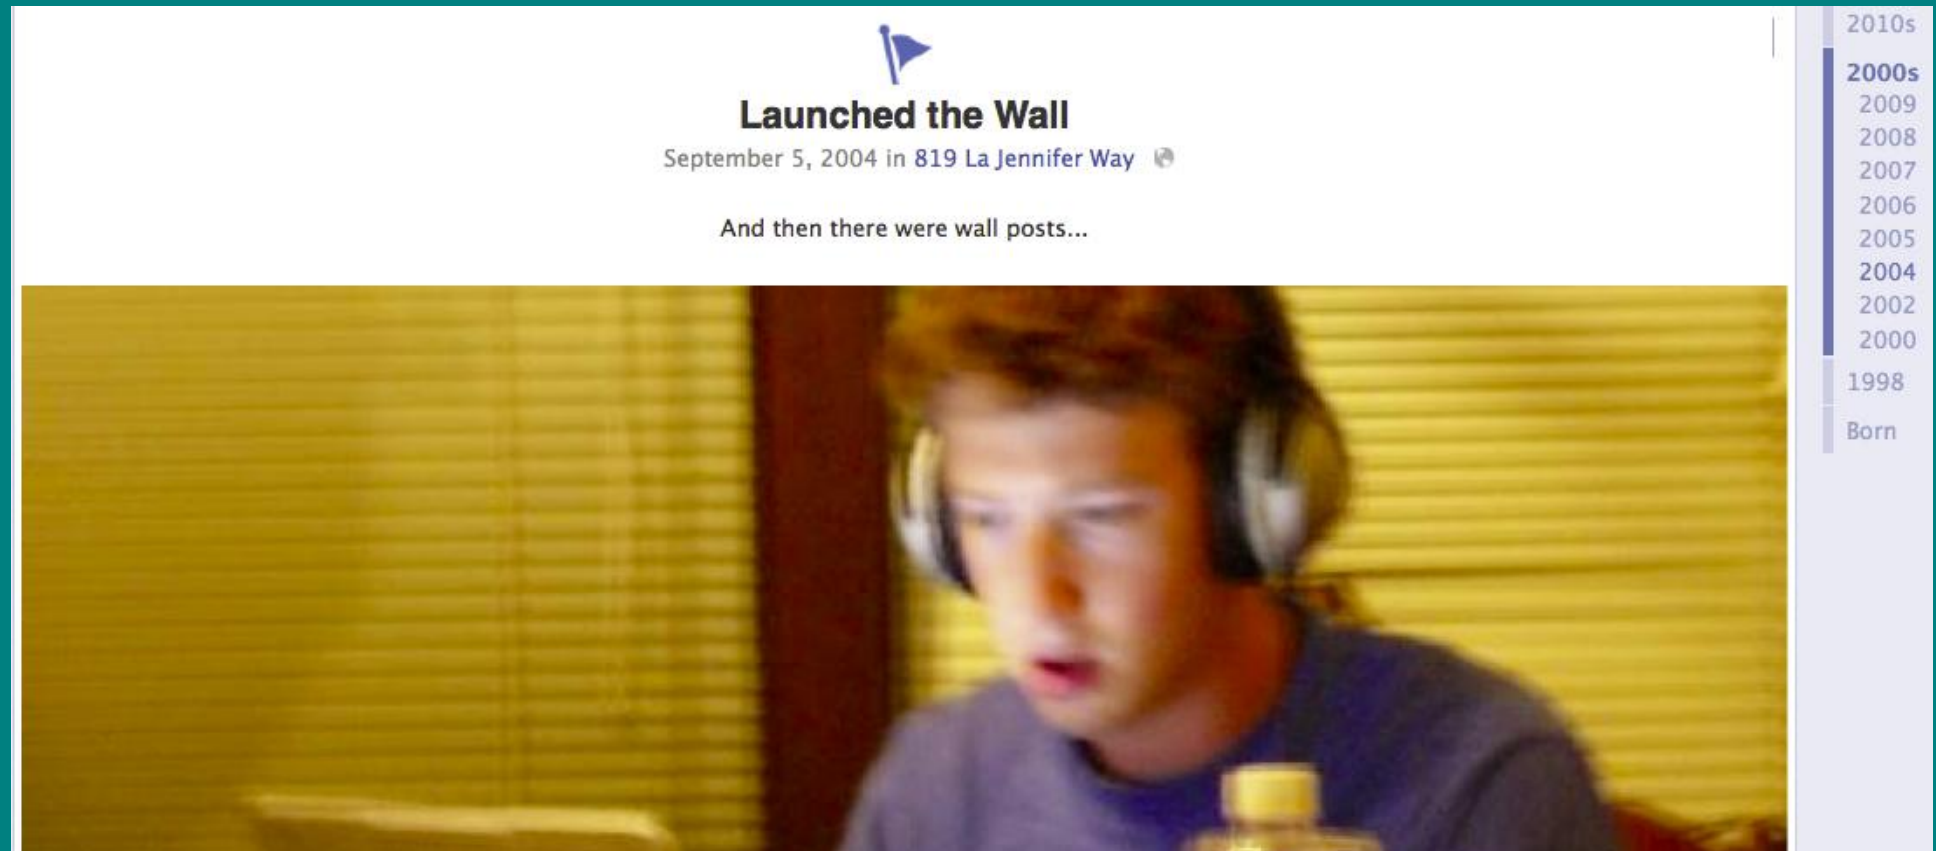 Launched the Wall
September 5, 2004 in 819 La Jennifer Way
And then there were wall posts...
2010s
2000s
2009
2008
2007
2006
2005
2004
2002
2000
1998
Born